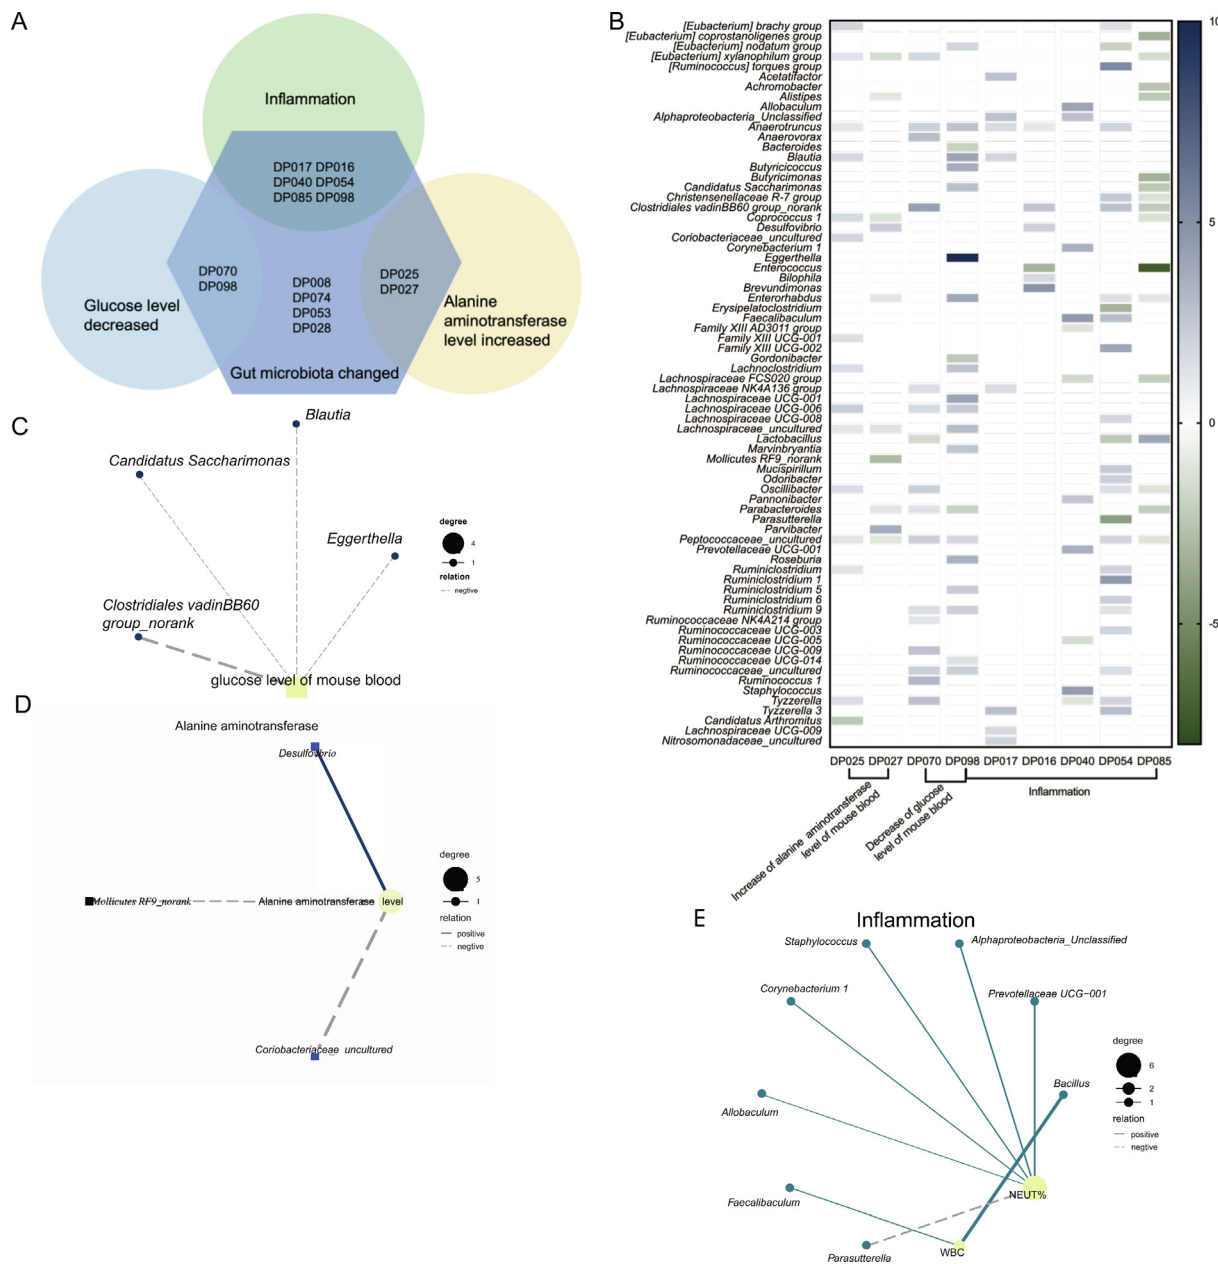 A
Inflammation
DP017 DP016
DP040 DP054
DP085 DP098
DP070
DP098
DP008
DP074
DP053
DP028
DP025
DP027
Glucose level
decreased
Alanine
aminotransferase
level increased
Gut microbiota changed
B
[Eubacterium] brachy group
[Eubacterium] coprostanoligenes group
[Eubacterium] nodatum group
[Eubacterium] xylanophilum group
[Ruminococcus] torques group
Acetatifactor
Achromobacter
Alistipes
Allobaculum
Alphaproteobacteria_Unclassified
Anaerotruncus
Anaerovorax
Bacteroides
Blautia
Butyricicoccus
Butyricimonas
Candidatus Saccharimonas
Christensenellaceae R-7 group
Clostridiales vadinBB60 group_norank
Coprococcus 1
Desulfovibrio
Coriobacteriaceae_uncultured
Corynebacterium 1
Eggerthella
Enterococcus
Bilophila
Brevundimonas
Enterorhabdus
Erysipelatoclostridium
Faecalibaculum
Family XIII AD3011 group
Family XIII UCG-001
Family XIII UCG-002
Gordonibacter
Lachnoclostridium
Lachnospiraceae FCS020 group
Lachnospiraceae NK4A136 group
Lachnospiraceae UCG-001
Lachnospiraceae UCG-006
Lachnospiraceae UCG-008
Lachnospiraceae_uncultured
Lactobacillus
Marvinbryantia
Mollicutes RF9_norank
Mucispirillum
Odoribacter
Oscillibacter
Pannonibacter
Parabacteroides
Parasutterella
Parvibacter
Peptococcaceae_uncultured
Prevotellaceae UCG-001
Roseburia
Ruminiclostridium
Ruminiclostridium 1
Ruminiclostridium 5
Ruminiclostridium 6
Ruminiclostridium 9
Ruminococcaceae NK4A214 group
Ruminococcaceae UCG-003
Ruminococcaceae UCG-005
Ruminococcaceae UCG-009
Ruminococcaceae UCG-014
Ruminococcaceae_uncultured
Ruminococcus 1
Staphylococcus
Tyzzerella
Tyzzerella 3
Candidatus Arthromitus
Lachnospiraceae UCG-009
Nitrosomonadaceae_uncultured
DP025 DP027 DP070 DP098 DP017 DP016 DP040 DP054 DP085
Increase of alanine aminotransferase
level of mouse blood
Decrease of glucose
level of mouse blood
Inflammation
10
5
0
-5
C
Blautia
Candidatus Saccharimonas
Eggerthella
Clostridiales vadinBB60
group_norank
glucose level of mouse blood
degree
4
1
relation
negtive
D
Alanine aminotransferase
Desulfovibrio
Mollicutes RF9_norank
Alanine aminotransferase level
Coriobacteriaceae uncultured
degree
5
1
relation
positive
negtive
E
Inflammation
Staphylococcus
Alphaproteobacteria_Unclassified
Corynebacterium 1
Prevotellaceae UCG-001
Allobaculum
Bacillus
Faecalibaculum
NEUT%
Parasutterella
WBC
degree
6
2
1
relation
positive
negtive